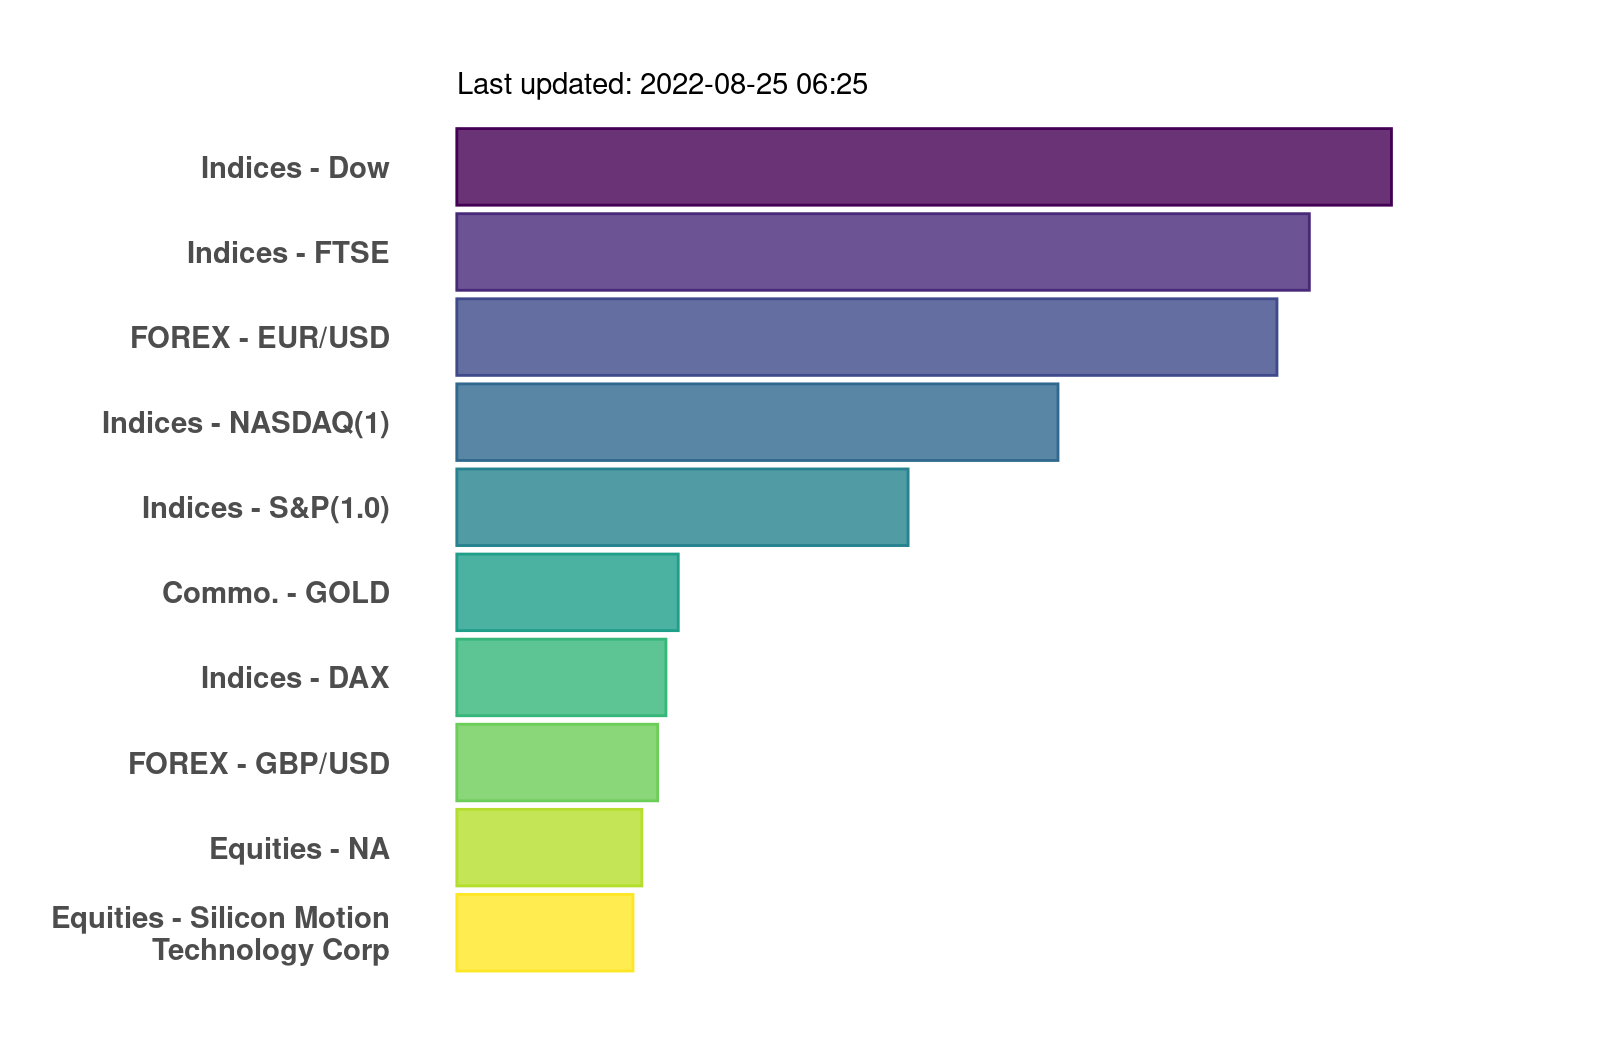 Last updated: 2022-08-25 06:25
Indices - Dow
Indices - FTSE
FOREX - EUR/USD
Indices - NASDAQ(1)
Indices - S&P(1.0)
Commo. - GOLD
Indices - DAX
FOREX - GBP/USD
Equities - NA
Equities - Silicon Motion
Technology Corp